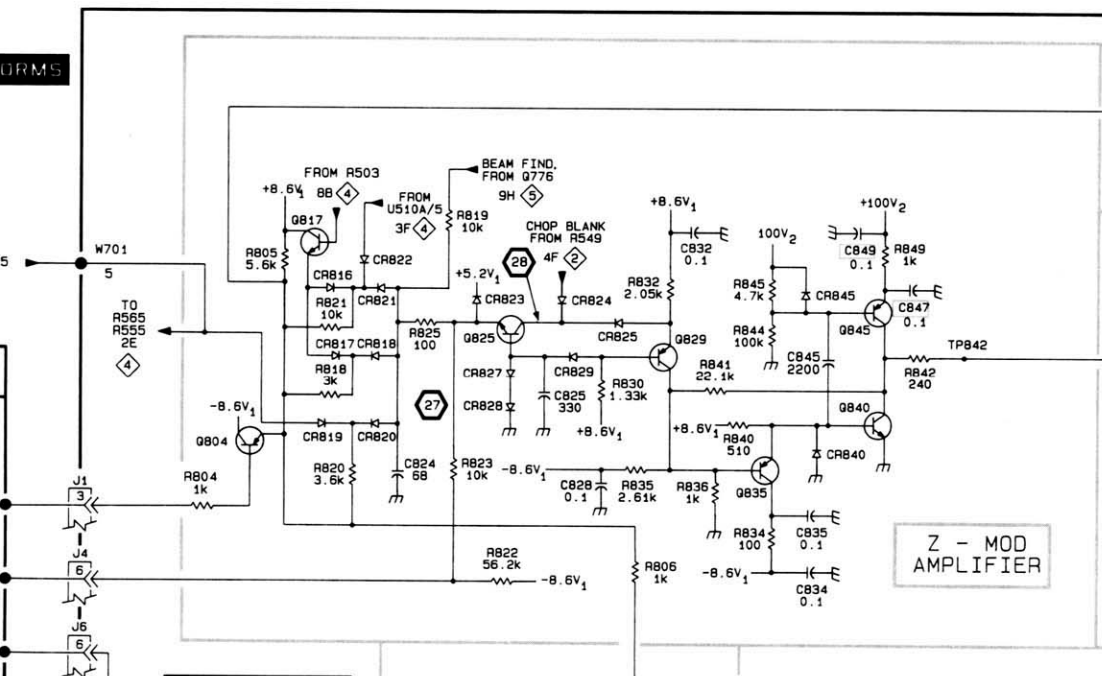 ORMS
FROM R503
8B 4
+8.6V1
Q817
FROM
U510A/5
3F 4
BEAM FIND.
FROM Q776
9H 5
R819
10k
CHOP BLANK
FROM R549
4F 2
28
+8.6V1
C832
0.1
+100V2
100V2
C849
0.1
R849
1k
C847
0.1
5
W701
5
R805
5.6k
CR816
CR822
R821
10k
CR821
+5.2V1
CR823
CR824
R832
2.05k
R845
4.7k
CR845
Q845
TO
R565
R555
2E
4
CR817
CR818
R818
3k
R825
100
Q825
CR825
Q829
R844
100k
C845
2200
TP842
R842
240
R841
22.1k
CR827
CR829
CR828
C825
330
R830
1.33k
+8.6V1
27
-8.6V1
Q804
CR819
CR820
+8.6V1
R840
510
Q840
CR840
R804
1k
R820
3.6k
C824
68
R823
10k
-8.6V1
C828
0.1
R835
2.61k
R836
1k
Q835
J1
3
R834
100
C835
0.1
Z - MOD
AMPLIFIER
J4
6
R822
56.2k
-8.6V1
R806
1k
-8.6V1
C834
0.1
J6
6